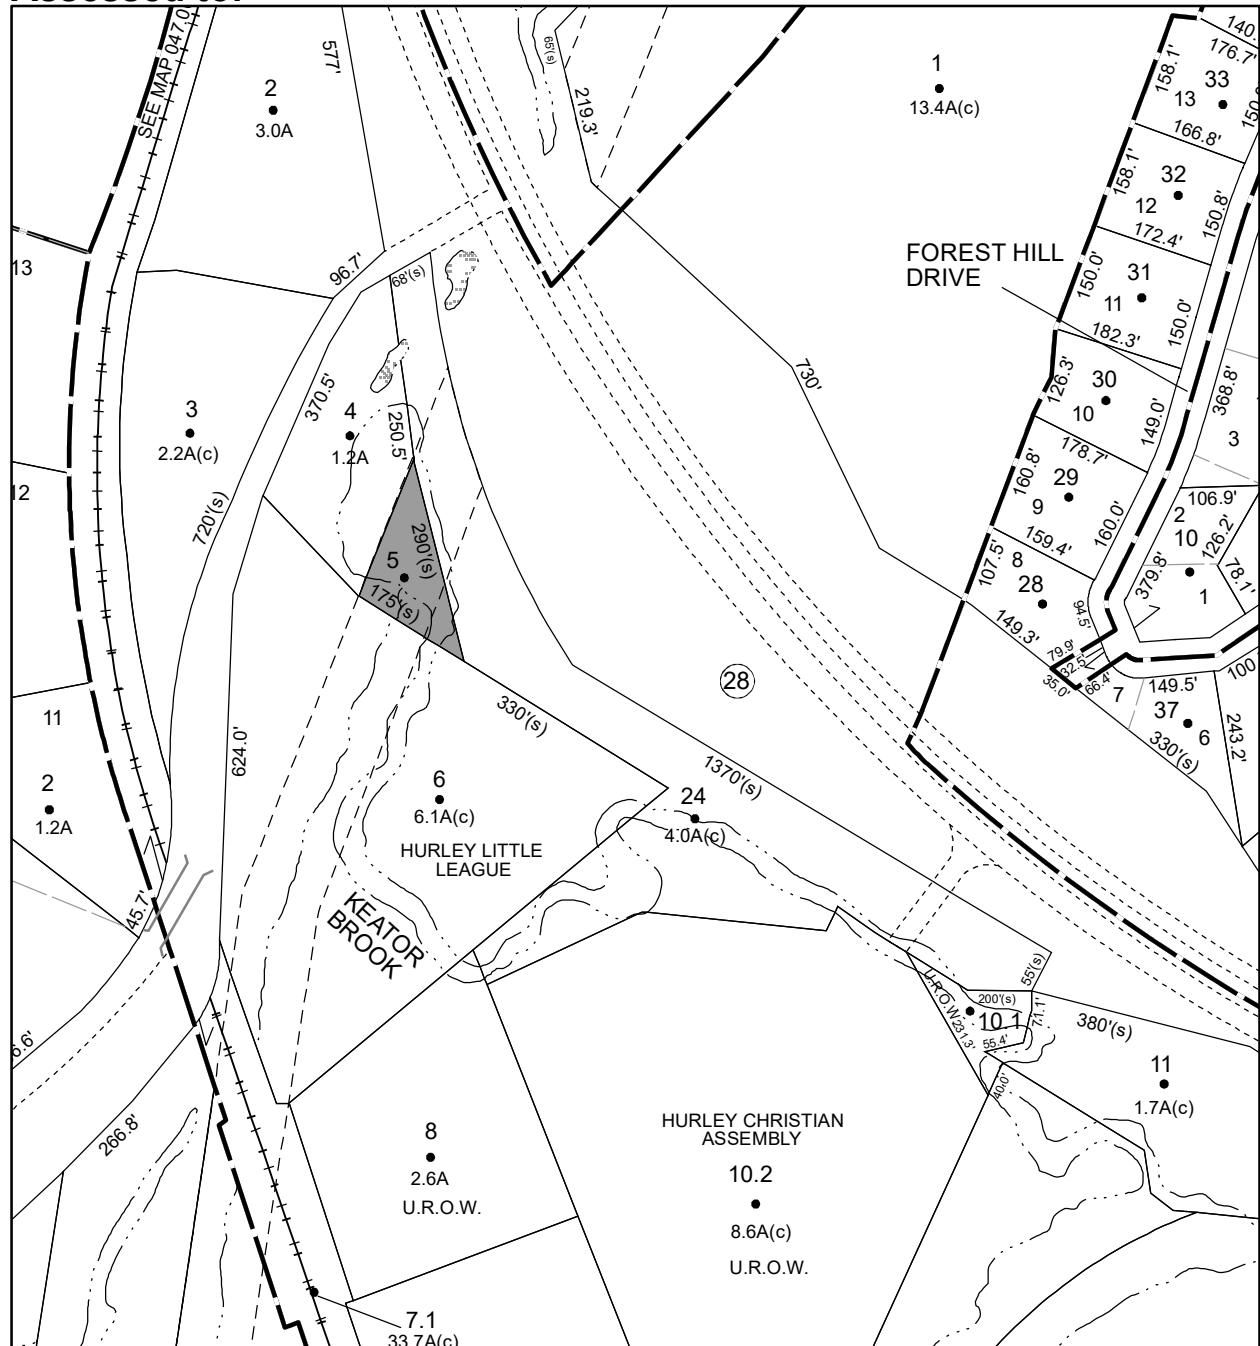 SEE MAP 047.0
577'
2
3.0A
65'(s)
219.3'
1
13.4A(c)
140.
176.7'
33
13
158.1'
166.8'
150.
158.1'
32
12
172.4'
150.8'
FOREST HILL
DRIVE
150.0'
31
11
182.3'
150.0'
13
96.7'
68'(s)
370.5'
4
1.2A
250.5'
3
2.2A(c)
730'
126.3'
30
10
178.7'
149.0'
368.8'
3
12
720'(s)
290'(s)
5
175'(s)
160.8'
29
9
159.4'
160.0'
106.9'
2
10
126.2'
78.1'
379.8'
1
107.5'
8
28
149.3'
94.5'
79.9'
32.5'
35.0'
66.4'
7
149.5'
37
6
330'(s)
243.2'
100
28
330'(s)
11
2
1.2A
624.0'
1370'(s)
6
6.1A(c)
HURLEY LITTLE
LEAGUE
24
4.0A(c)
45.7'
KEATOR
BROOK
U.R.O.W.
231.3'
200'(s)
55'(s)
10.1
71.1'
55.4'
40.0'
380'(s)
11
1.7A(c)
6.6'
266.8'
8
2.6A
U.R.O.W.
HURLEY CHRISTIAN
ASSEMBLY
10.2
8.6A(c)
U.R.O.W.
7.1
33.7A(c)